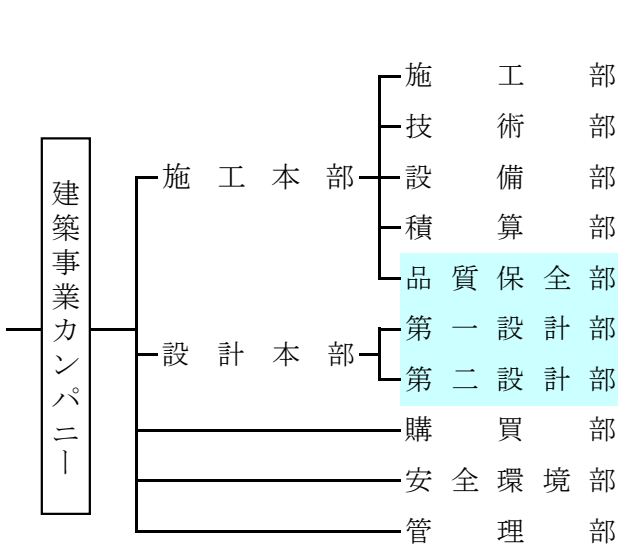 建築事業カンパニー
施工本部
施工部
技術部
設備部
積算部
品質保全部
設計本部
第一設計部
第二設計部
購買部
安全環境部
管理部